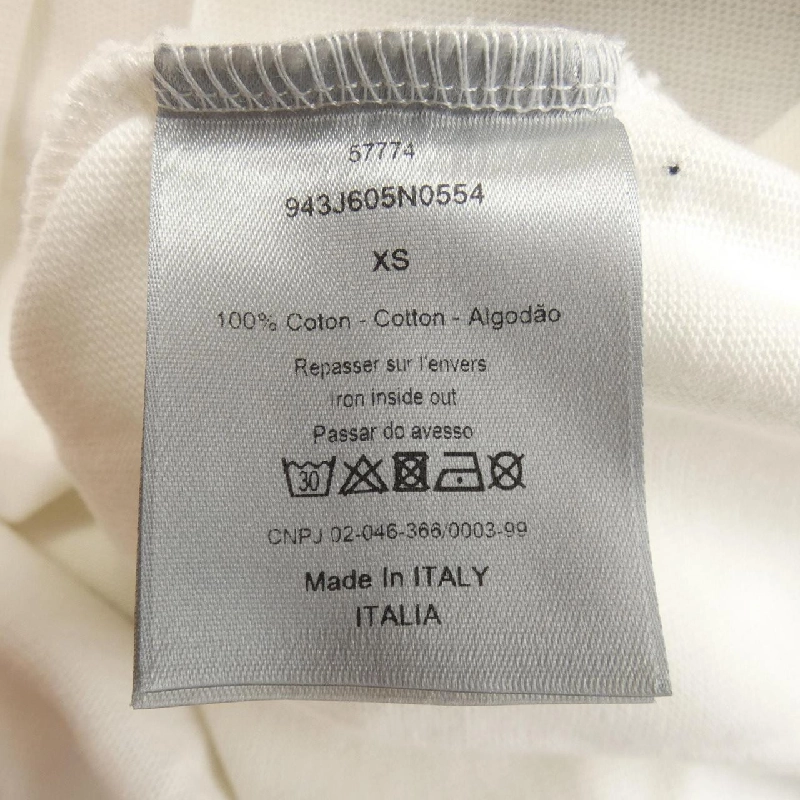 57774
943J605N0554
XS
100% Coton - Cotton - Algodão
Repasser sur l'envers
Iron inside out
Passar do avesso
30
CNPJ 02-046-366/0003-99
Made In ITALY
ITALIA